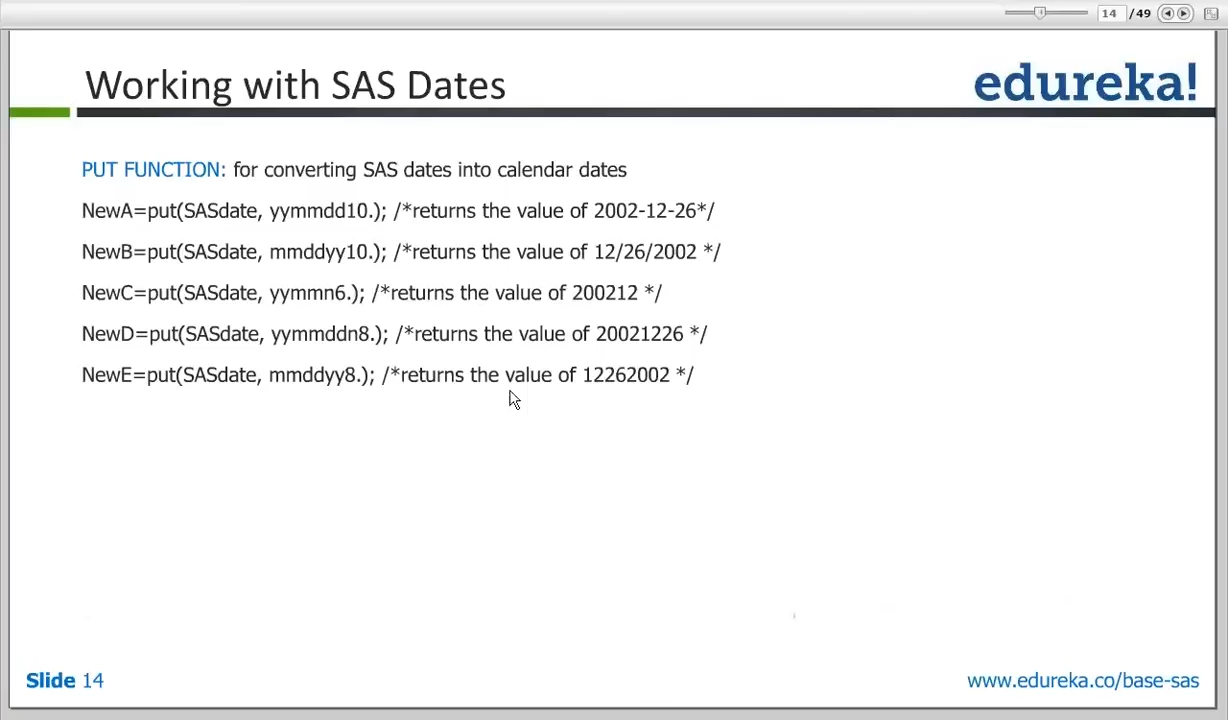 14 /49
Working with SAS Dates
edureka!
PUT FUNCTION: for converting SAS dates into calendar dates
NewA=put(SASdate, yymmdd10.); /*returns the value of 2002-12-26*/
NewB=put(SASdate, mmddyy10.); /*returns the value of 12/26/2002 */
NewC=put(SASdate, yymmn6.); /*returns the value of 200212 */
NewD=put(SASdate, yymmddn8.); /*returns the value of 20021226 */
NewE=put(SASdate, mmddyy8.); /*returns the value of 12262002 */
Slide 14
www.edureka.co/base-sas